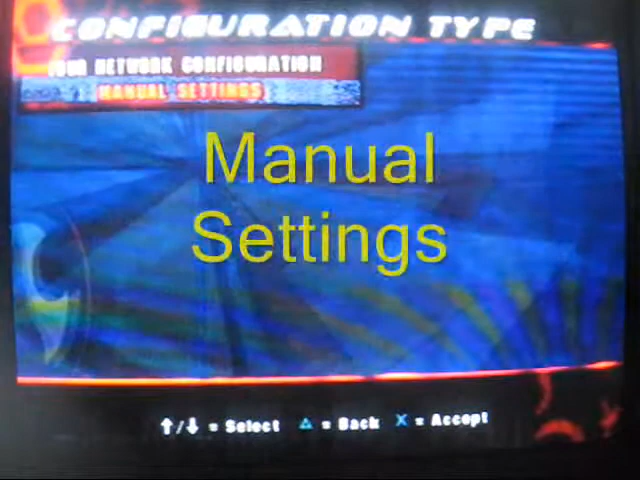 CONFIGURATION TYPE
YOUR NETWORK CONFIGURATION
MANUAL SETTINGS
Manual
Settings
↑/↓ = Select △ = Back X = Accept